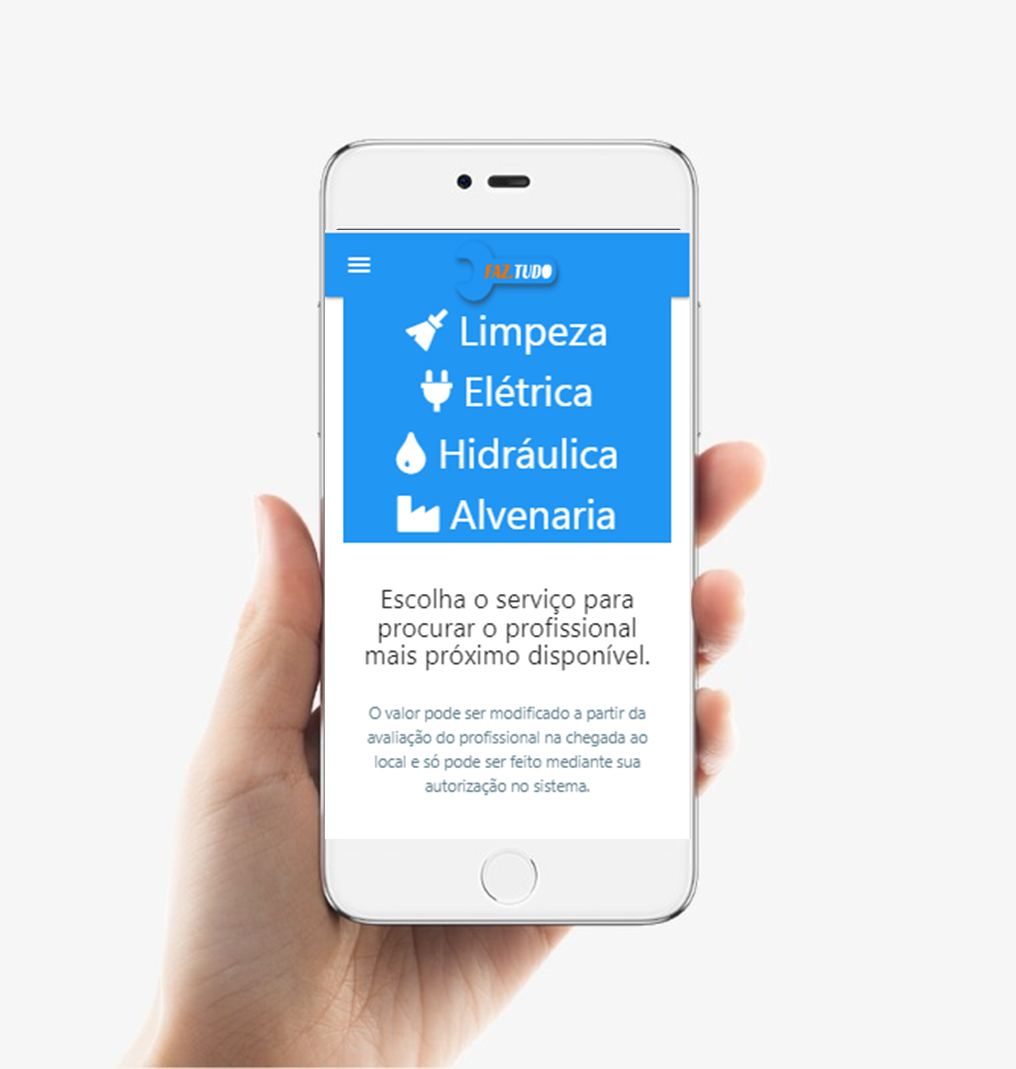 FAZ.TUDO
Limpeza
Elétrica
Hidráulica
Alvenaria
Escolha o serviço para
procurar o profissional
mais próximo disponível.
O valor pode ser modificado a partir da
avaliação do profissional na chegada ao
local e só pode ser feito mediante sua
autorização no sistema.